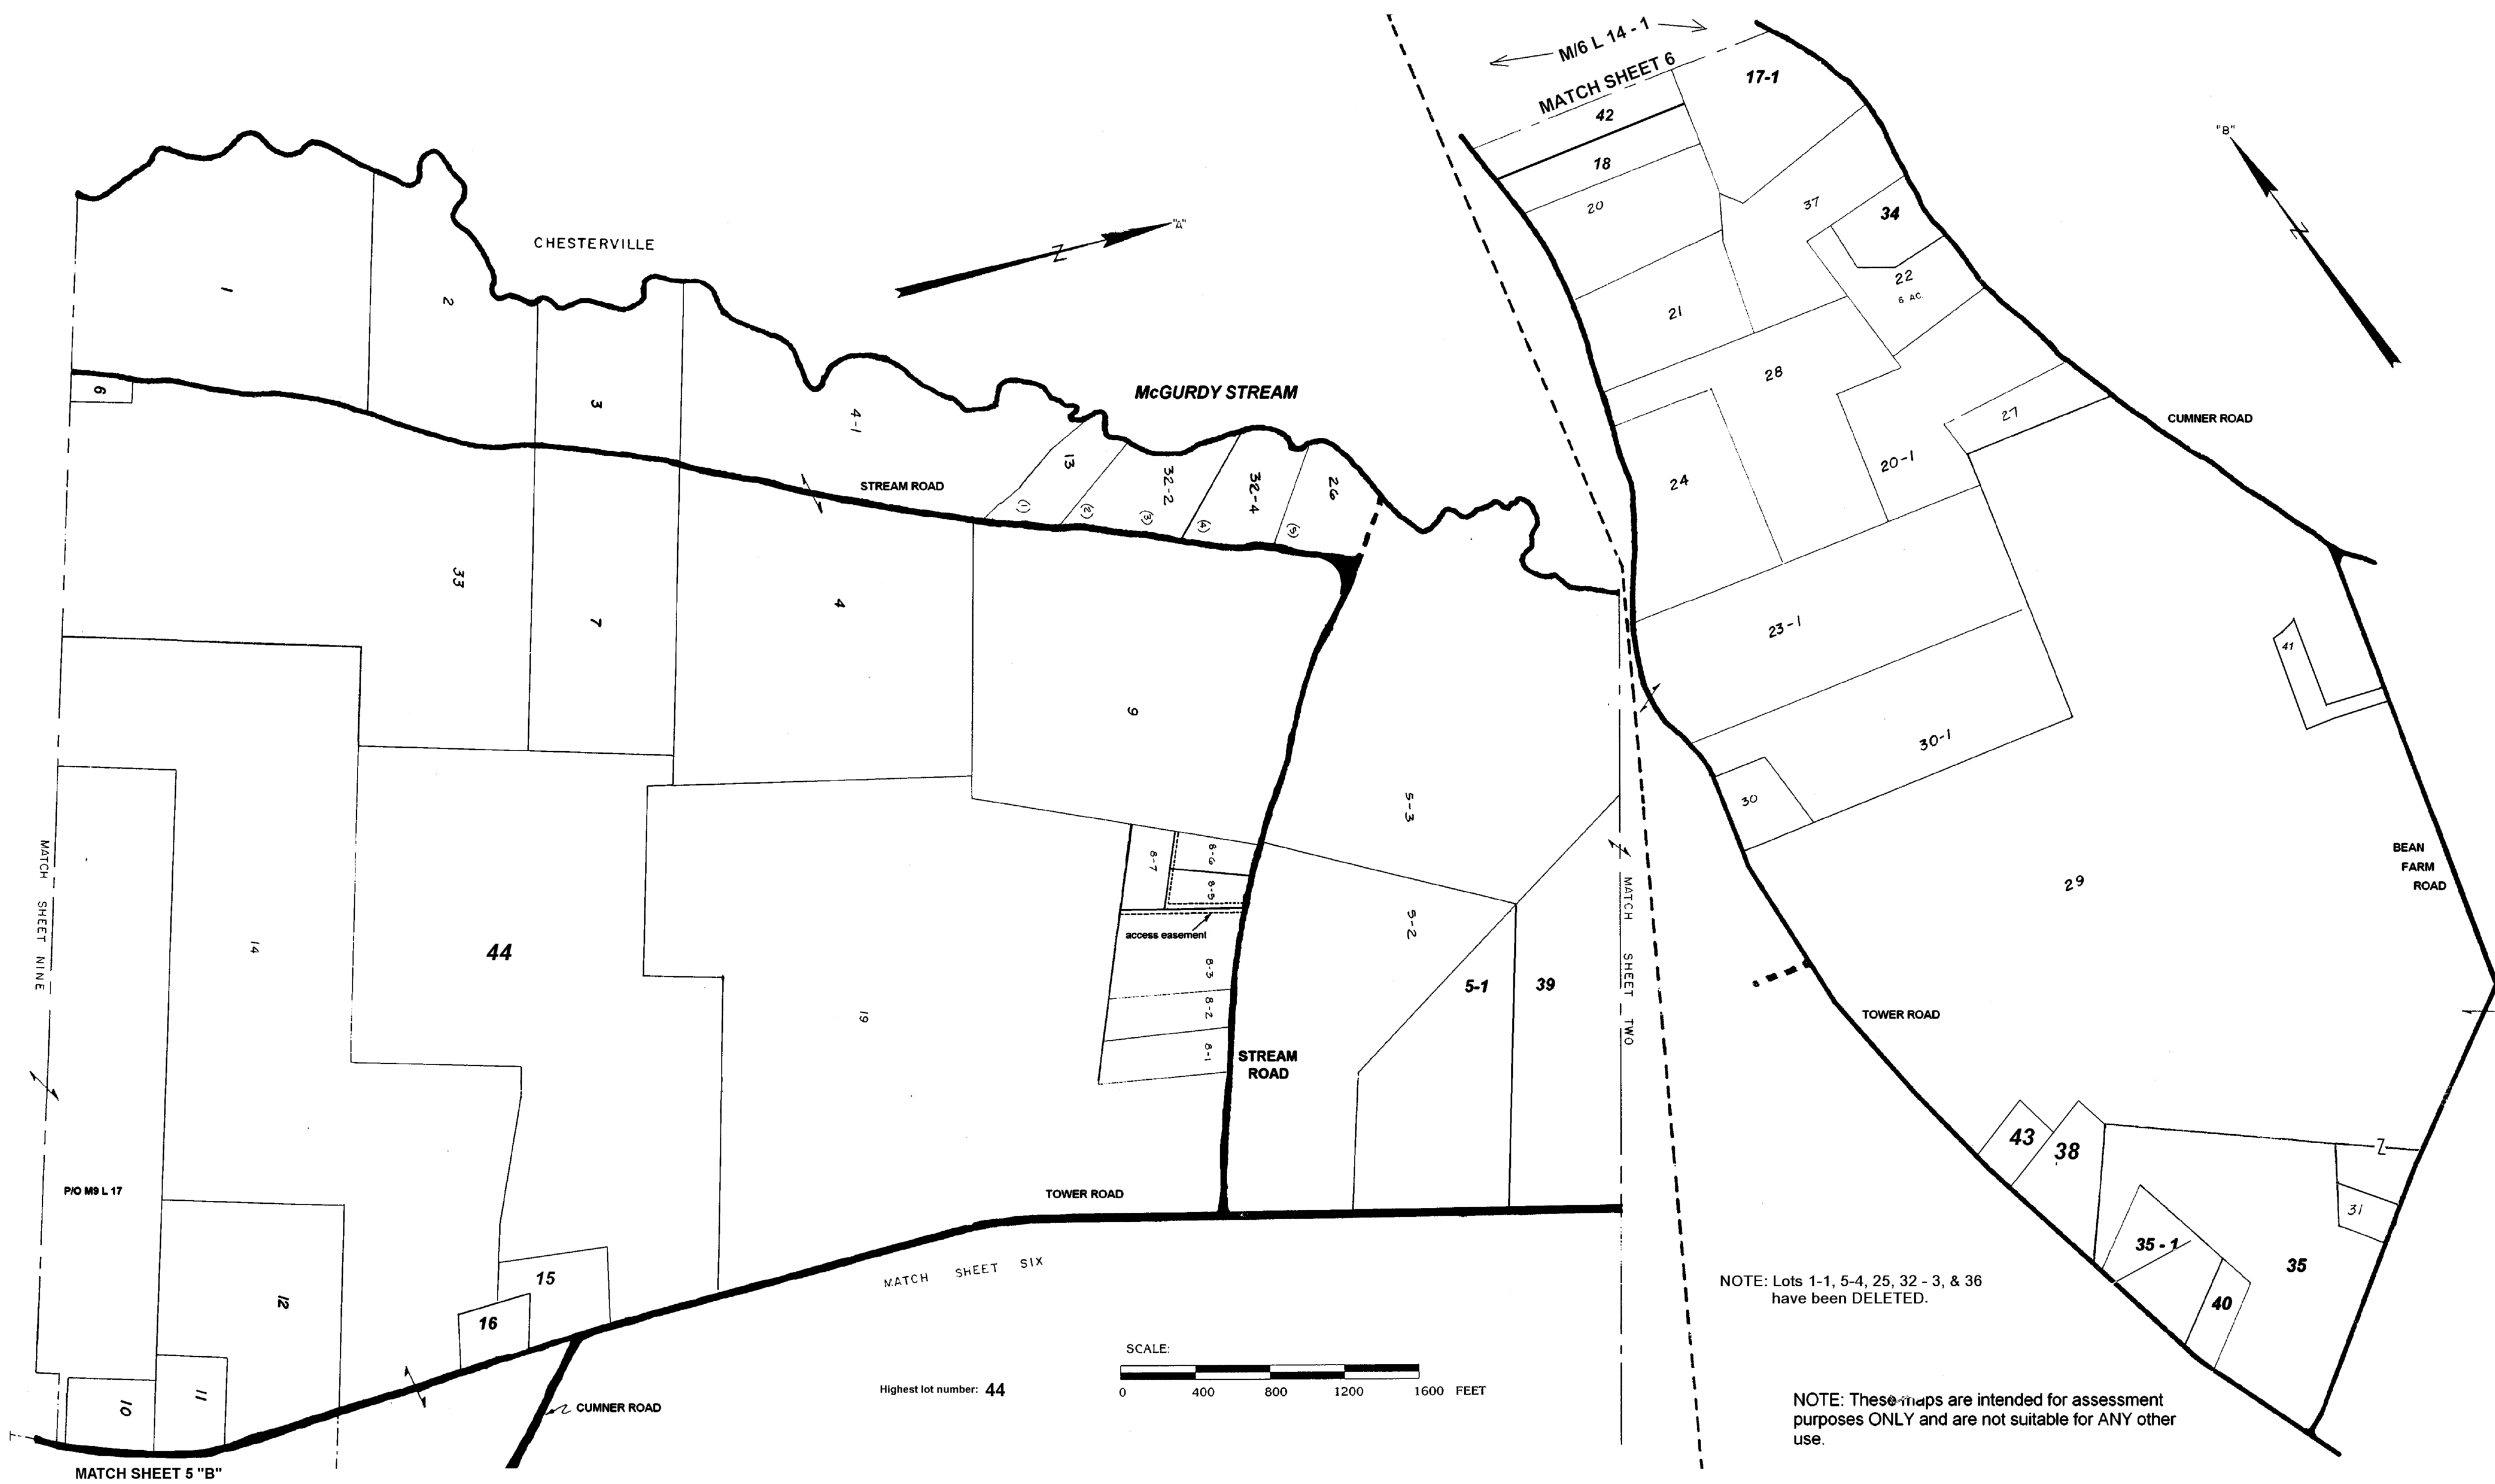 M/6 L 14 - 1
MATCH SHEET 6
17-1
42
18
20
37
34
21
22
6 AC.
28
27
24
20-1
23-1
30-1
30
41
29
CUMNER ROAD
BEAN
FARM
ROAD
TOWER ROAD
43
38
Z
31
35 - 1
35
40
"B"
Z
CHESTERVILLE
"A"
Z
McGURDY STREAM
1
2
3
4-1
6
STREAM ROAD
13
32-2
32-4
26
(1)
(2)
(3)
(4)
(5)
33
7
4
9
5-3
8-7
8-6
8-5
access easement
8-3
8-2
8-1
STREAM
ROAD
5-2
5-1
39
MATCH SHEET TWO
MATCH SHEET NINE
14
44
19
P/O M9 L 17
12
15
16
11
10
TOWER ROAD
MATCH SHEET SIX
CUMNER ROAD
MATCH SHEET 5 "B"
Highest lot number: 44
SCALE:
0 400 800 1200 1600 FEET
NOTE: Lots 1-1, 5-4, 25, 32 - 3, & 36
have been DELETED.
NOTE: These maps are intended for assessment
purposes ONLY and are not suitable for ANY other
use.